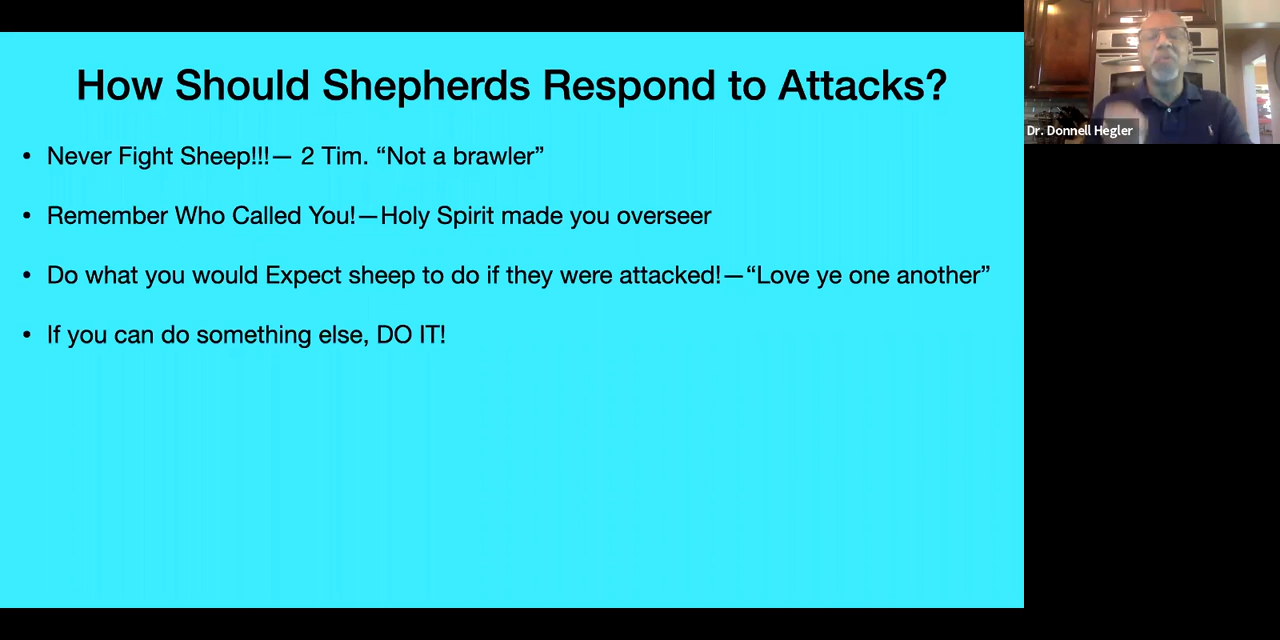 How Should Shepherds Respond to Attacks?
• Never Fight Sheep!!!— 2 Tim. “Not a brawler”
• Remember Who Called You!—Holy Spirit made you overseer
• Do what you would Expect sheep to do if they were attacked!—“Love ye one another”
• If you can do something else, DO IT!
Dr. Donnell Hegler